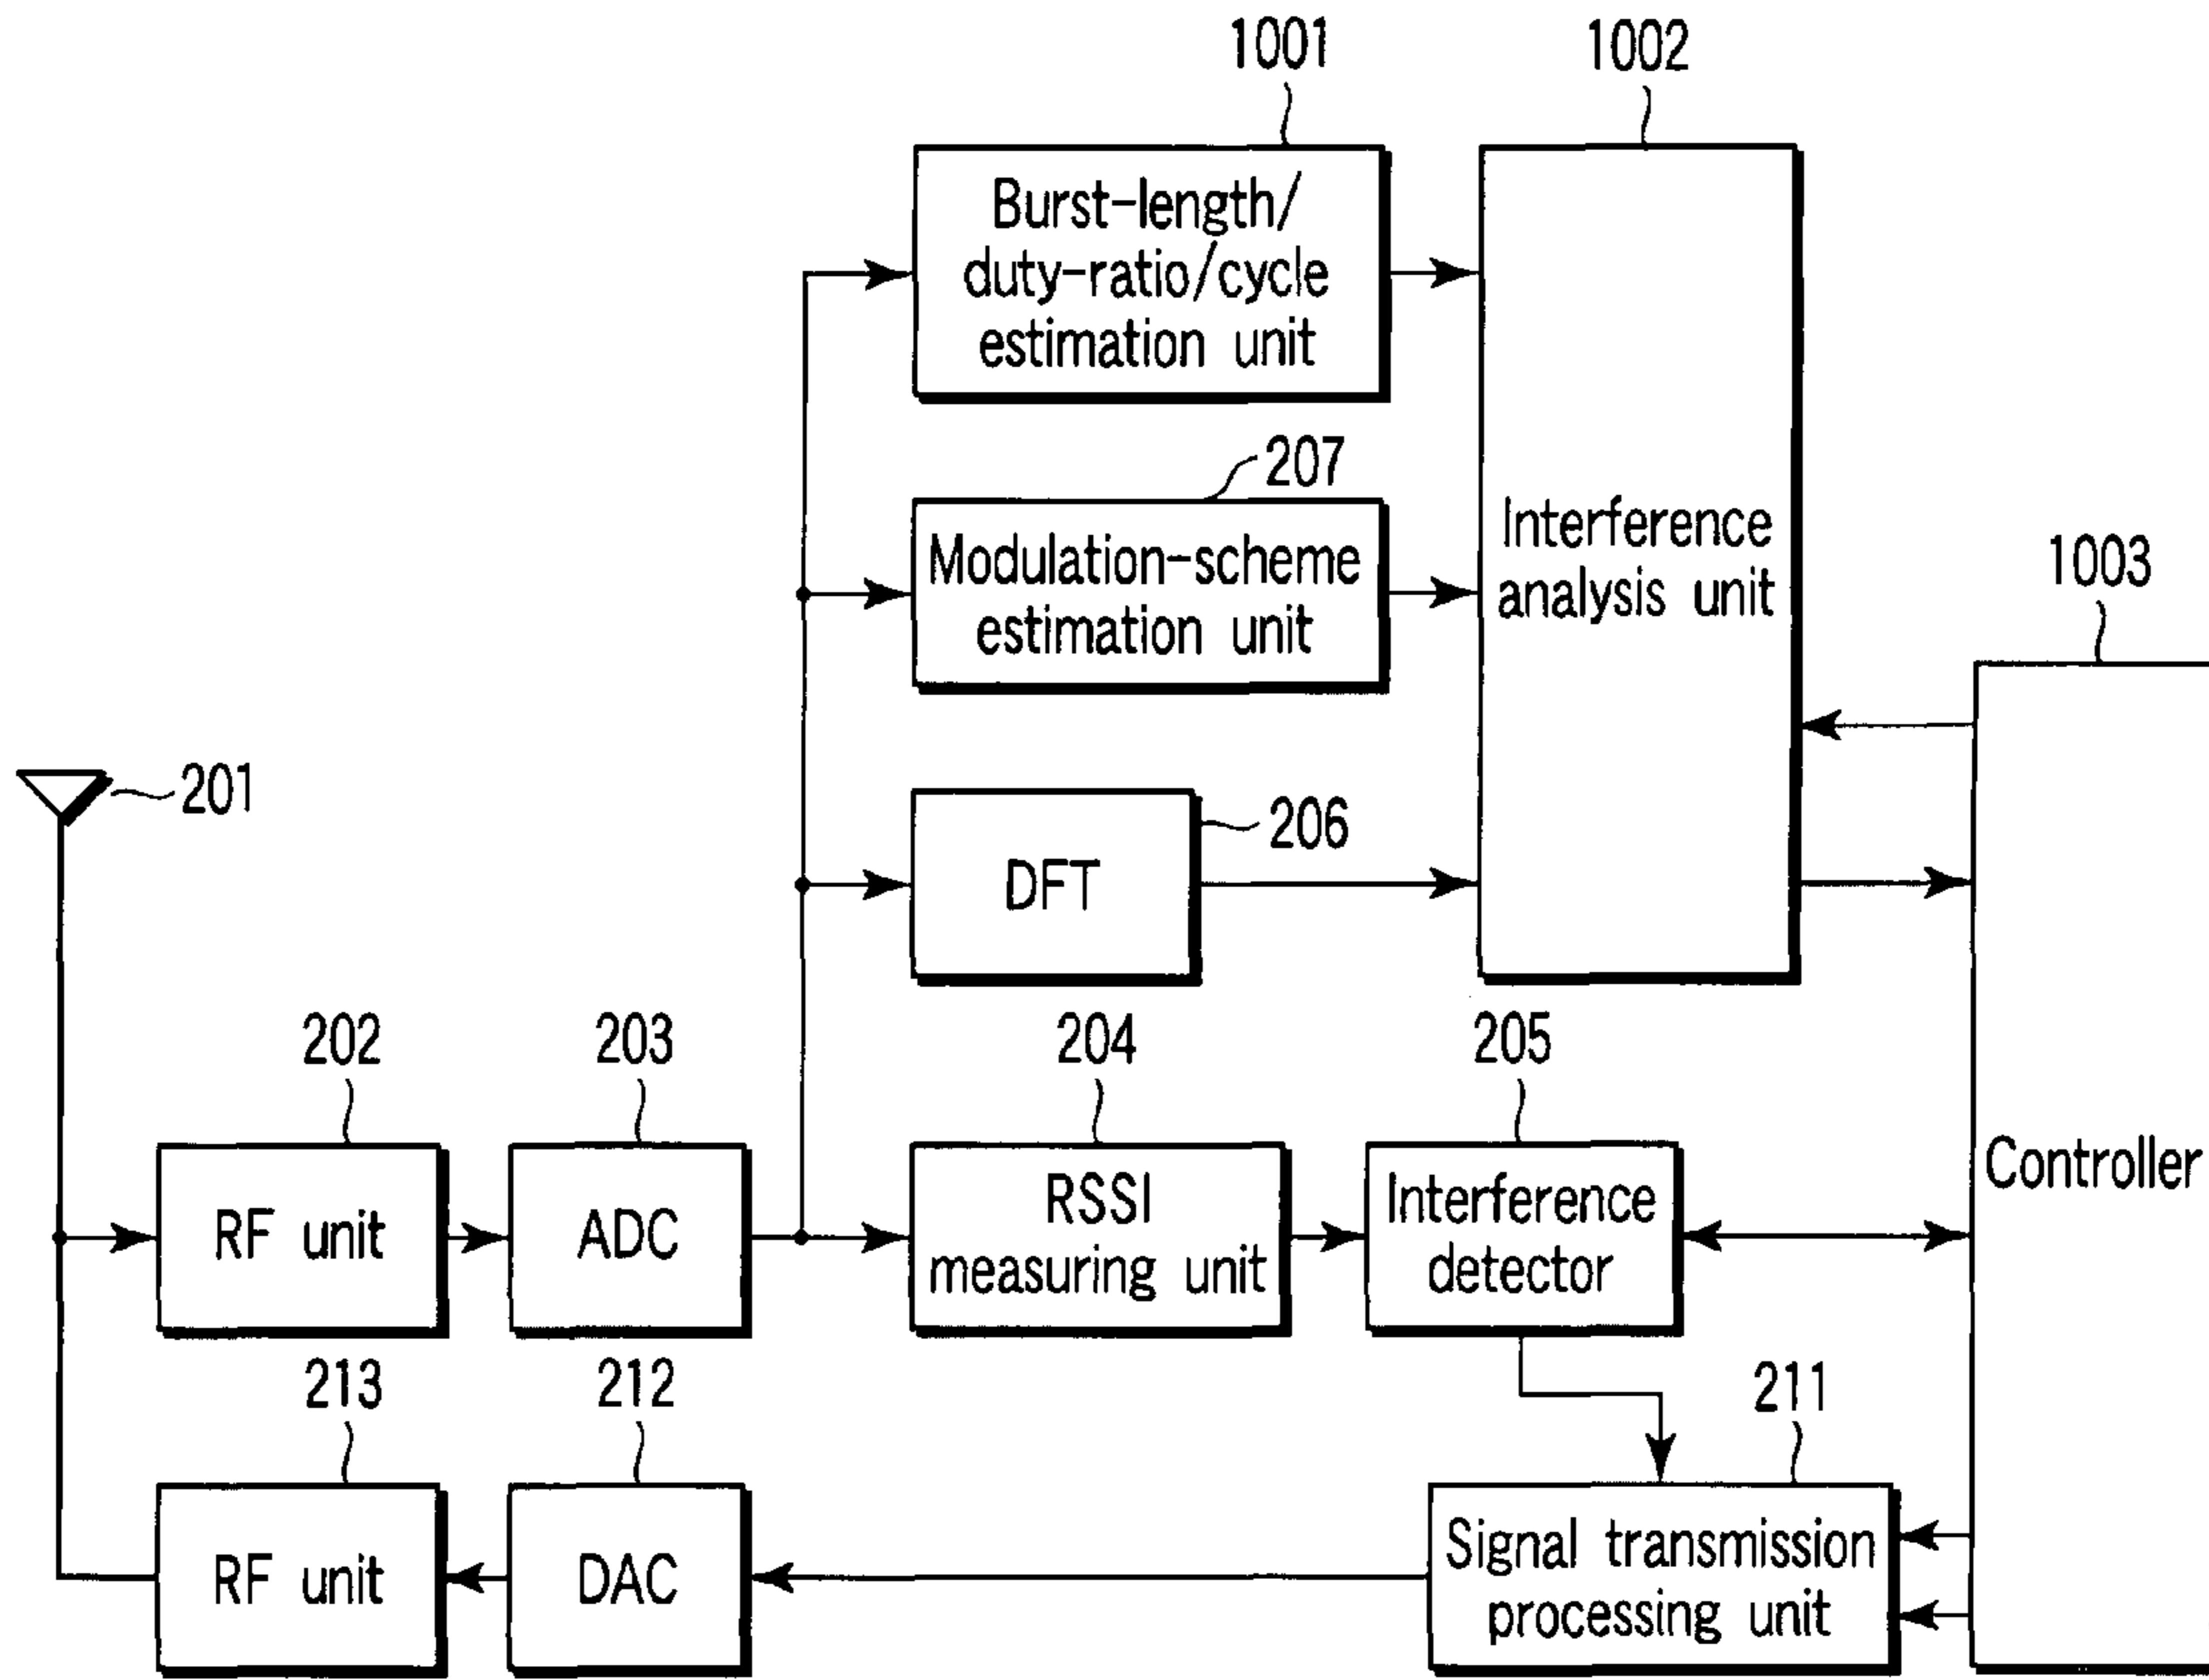 1001
1002
Burst-length/
duty-ratio/cycle
estimation unit
207
Modulation-scheme
estimation unit
Interference
analysis unit
1003
201
206
DFT
202
203
204
205
RF unit
ADC
RSSI
measuring unit
Interference
detector
Controller
213
212
211
RF unit
DAC
Signal transmission
processing unit